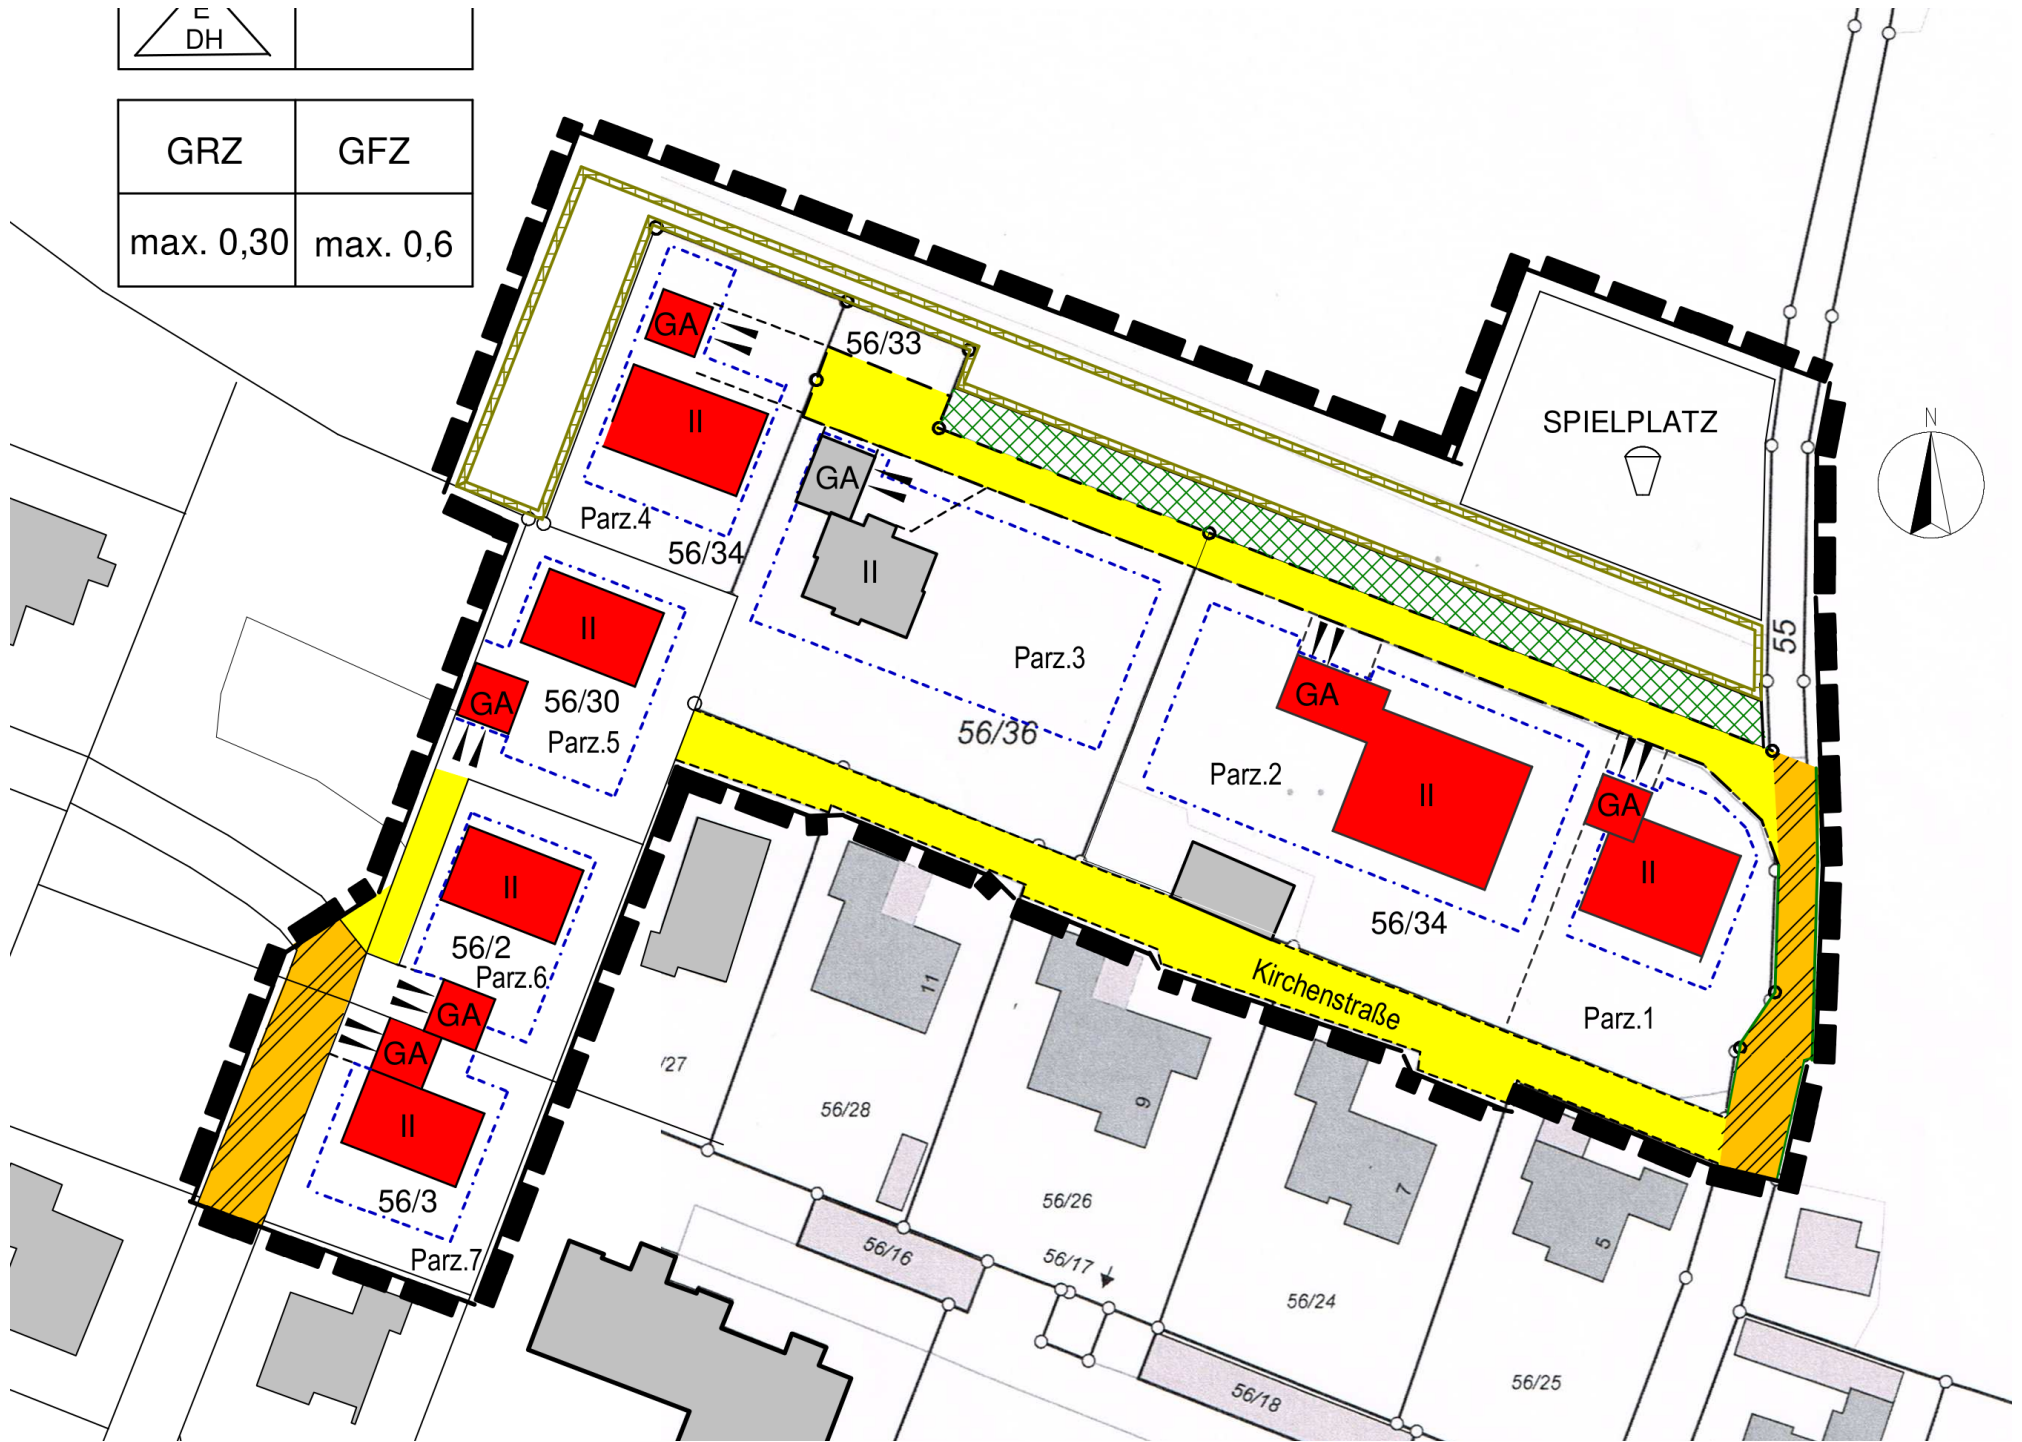 E
DH
GRZ GFZ
max. 0,30 max. 0,6
N
56/33
GA
II
SPIELPLATZ
GA
Parz.4
56/34
II
II
55
Parz.3
GA
56/30
Parz.5
GA
56/36
Parz.2
II
GA
II
II
56/34
56/2
Parz.6
11
Kirchenstraße
GA
Parz.1
GA
/27
56/28
9
II
56/3
56/26
7
5
Parz.7
56/16
56/17
56/24
56/18
56/25